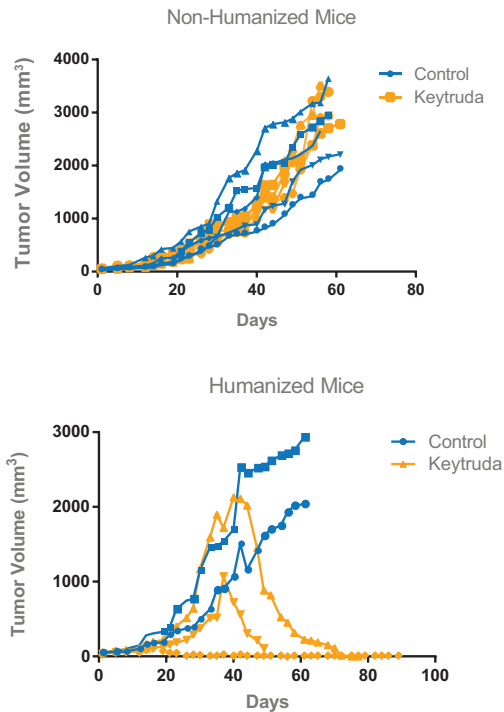 Non-Humanized Mice
4000
3000
2000
1000
0
Tumor Volume (mm³)
Control
Keytruda
0
20
40
60
80
Days
Humanized Mice
3000
2000
1000
0
Tumor Volume (mm³)
Control
Keytruda
0
20
40
60
80
100
Days